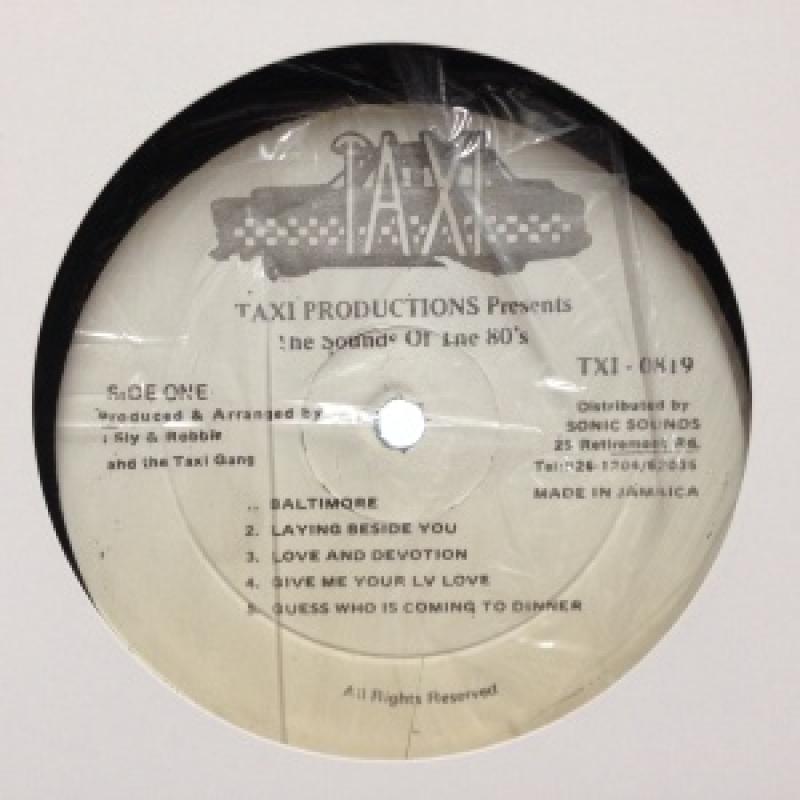 TAXI
TAXI PRODUCTIONS Presents
The Sounds Of The 80's
TXI - 0819
SIDE ONE
Produced & Arranged by
: Sly & Robbie
and the Taxi Gang
Distributed by
SONIC SOUNDS
25 Retirement Rd.
MADE IN JAMAICA
.. BALTIMORE
2. LAYING BESIDE YOU
3. LOVE AND DEVOTION
4. GIVE ME YOUR LV LOVE
5. GUESS WHO IS COMING TO DINNER
All Rights Reserved